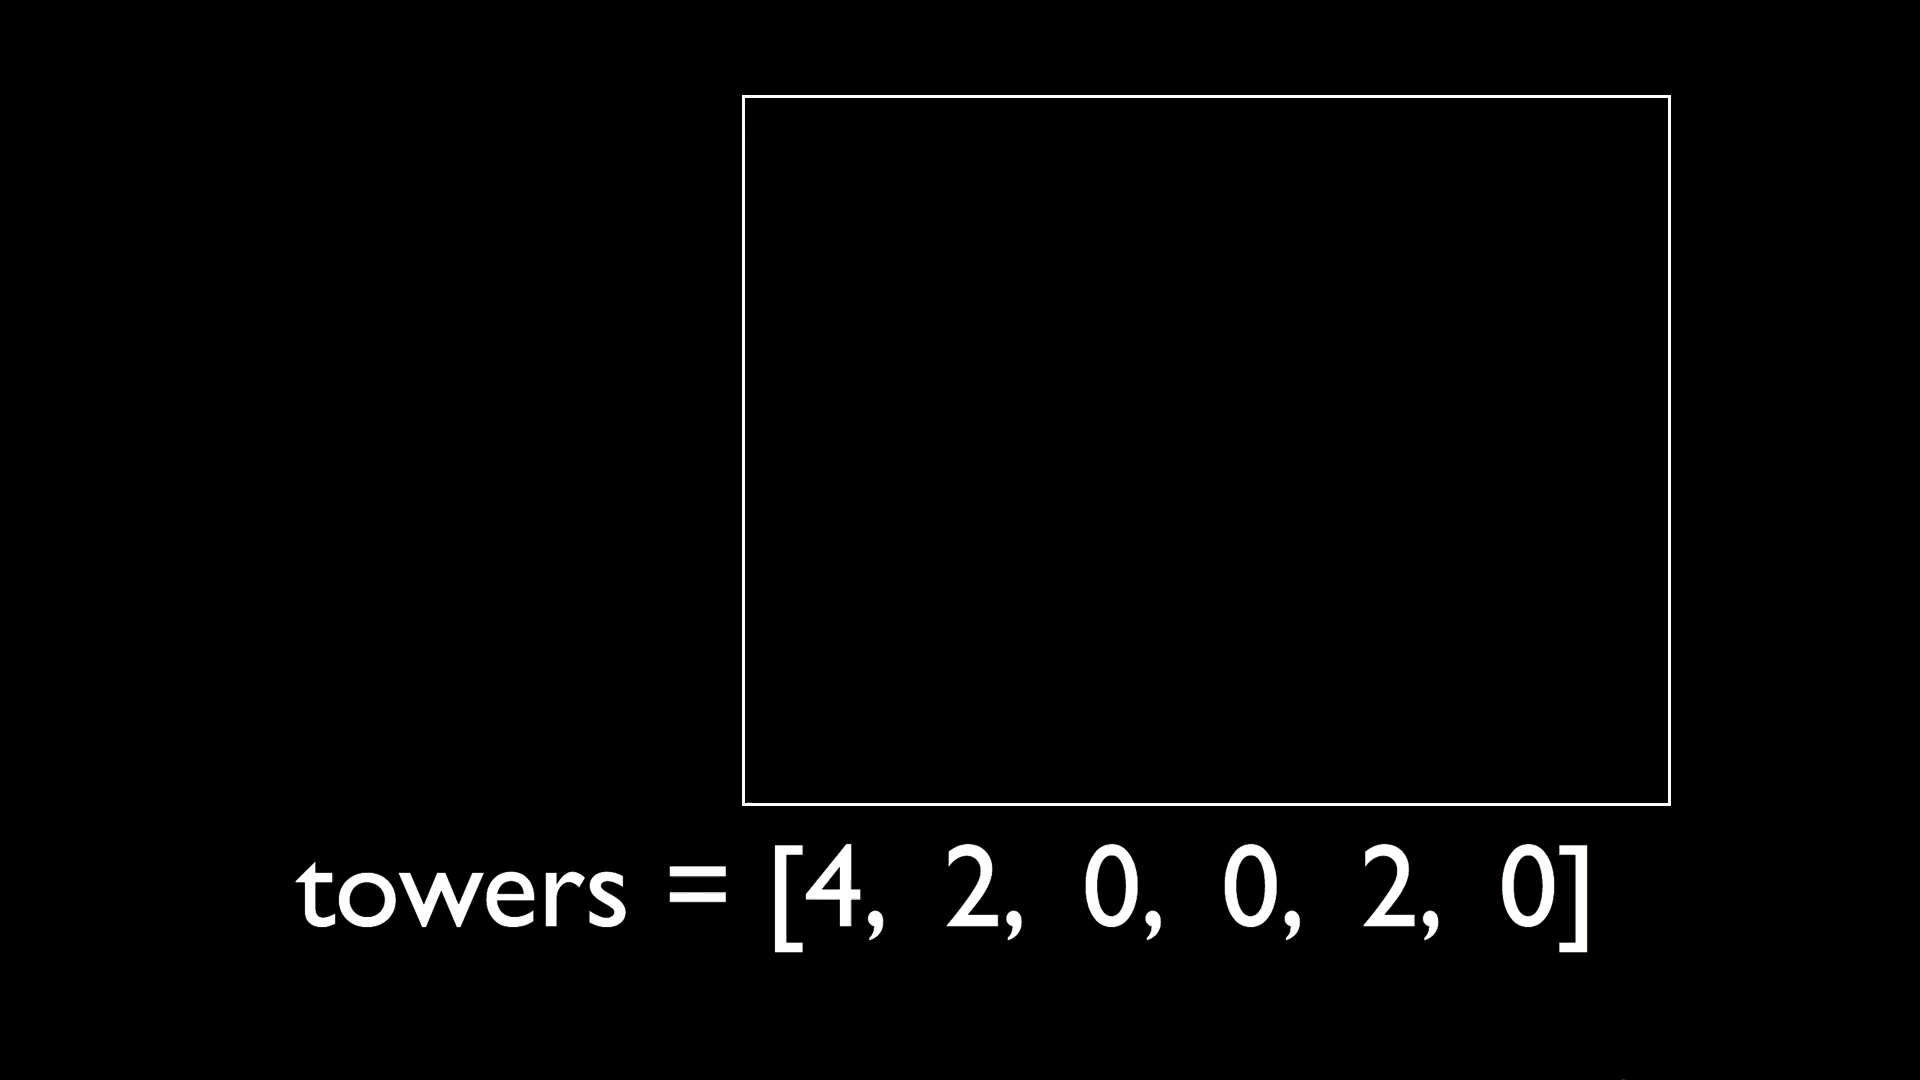 towers = [4, 2, 0, 0, 2, 0]